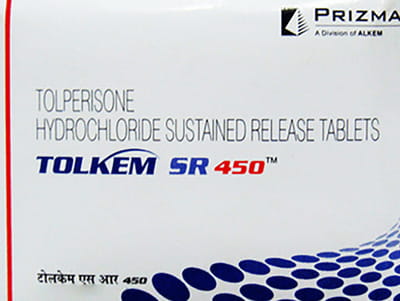 PRIZMA
A Division of ALKEM
TOLPERISONE
HYDROCHLORIDE SUSTAINED RELEASE TABLETS
TOLKEM SR 450™
टोलकेम एस आर 450